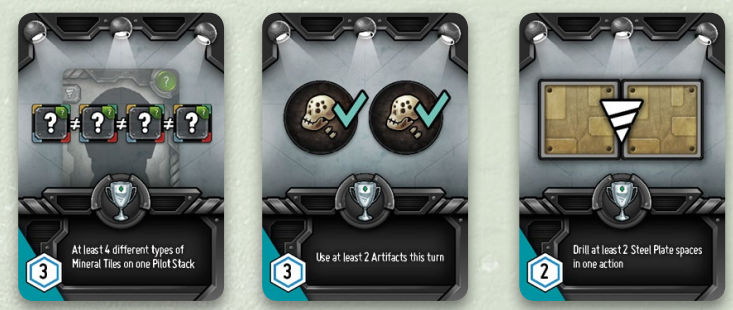 ?
? ≠ ? ≠ ? ≠ ?
At least 4 different types of
Mineral Tiles on one Pilot Stack
3
Use at least 2 Artifacts this turn
3
Drill at least 2 Steel Plate spaces
in one action
2